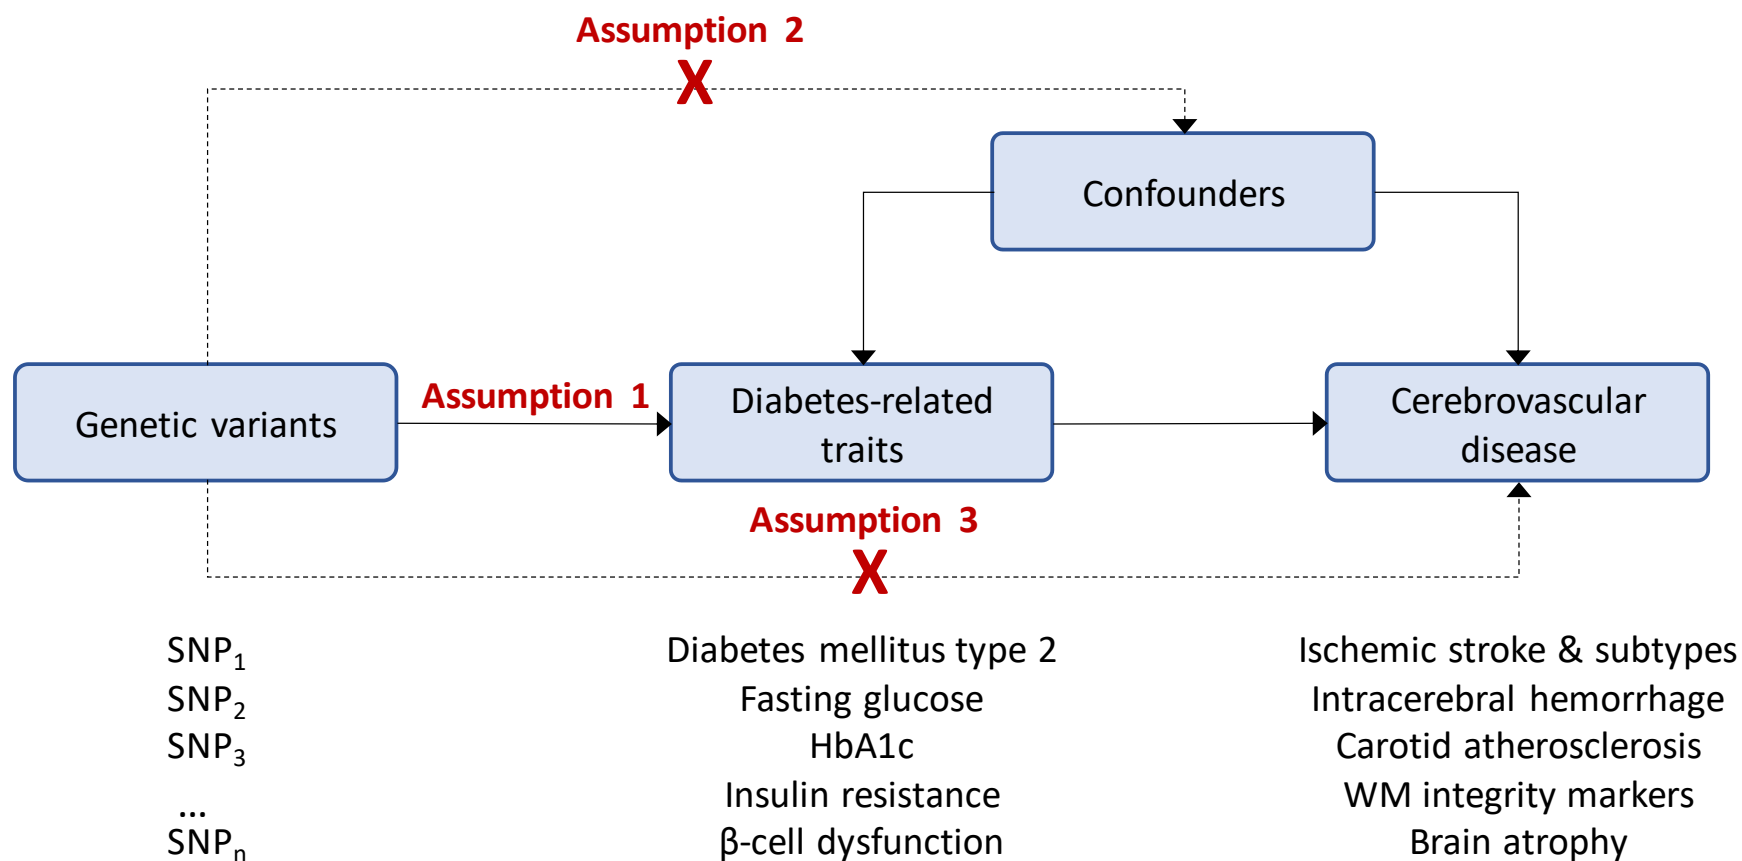 Assumption 2
X
Confounders
Genetic variants
Assumption 1
Diabetes-related
traits
Cerebrovascular
disease
Assumption 3
X
SNP₁
SNP₂
SNP₃
...
SNPₙ
Diabetes mellitus type 2
Fasting glucose
HbA1c
Insulin resistance
β-cell dysfunction
Ischemic stroke & subtypes
Intracerebral hemorrhage
Carotid atherosclerosis
WM integrity markers
Brain atrophy